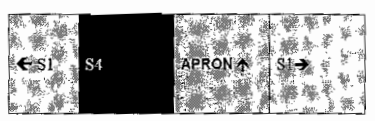 ← S1 S4 APRON ↑ S1 →